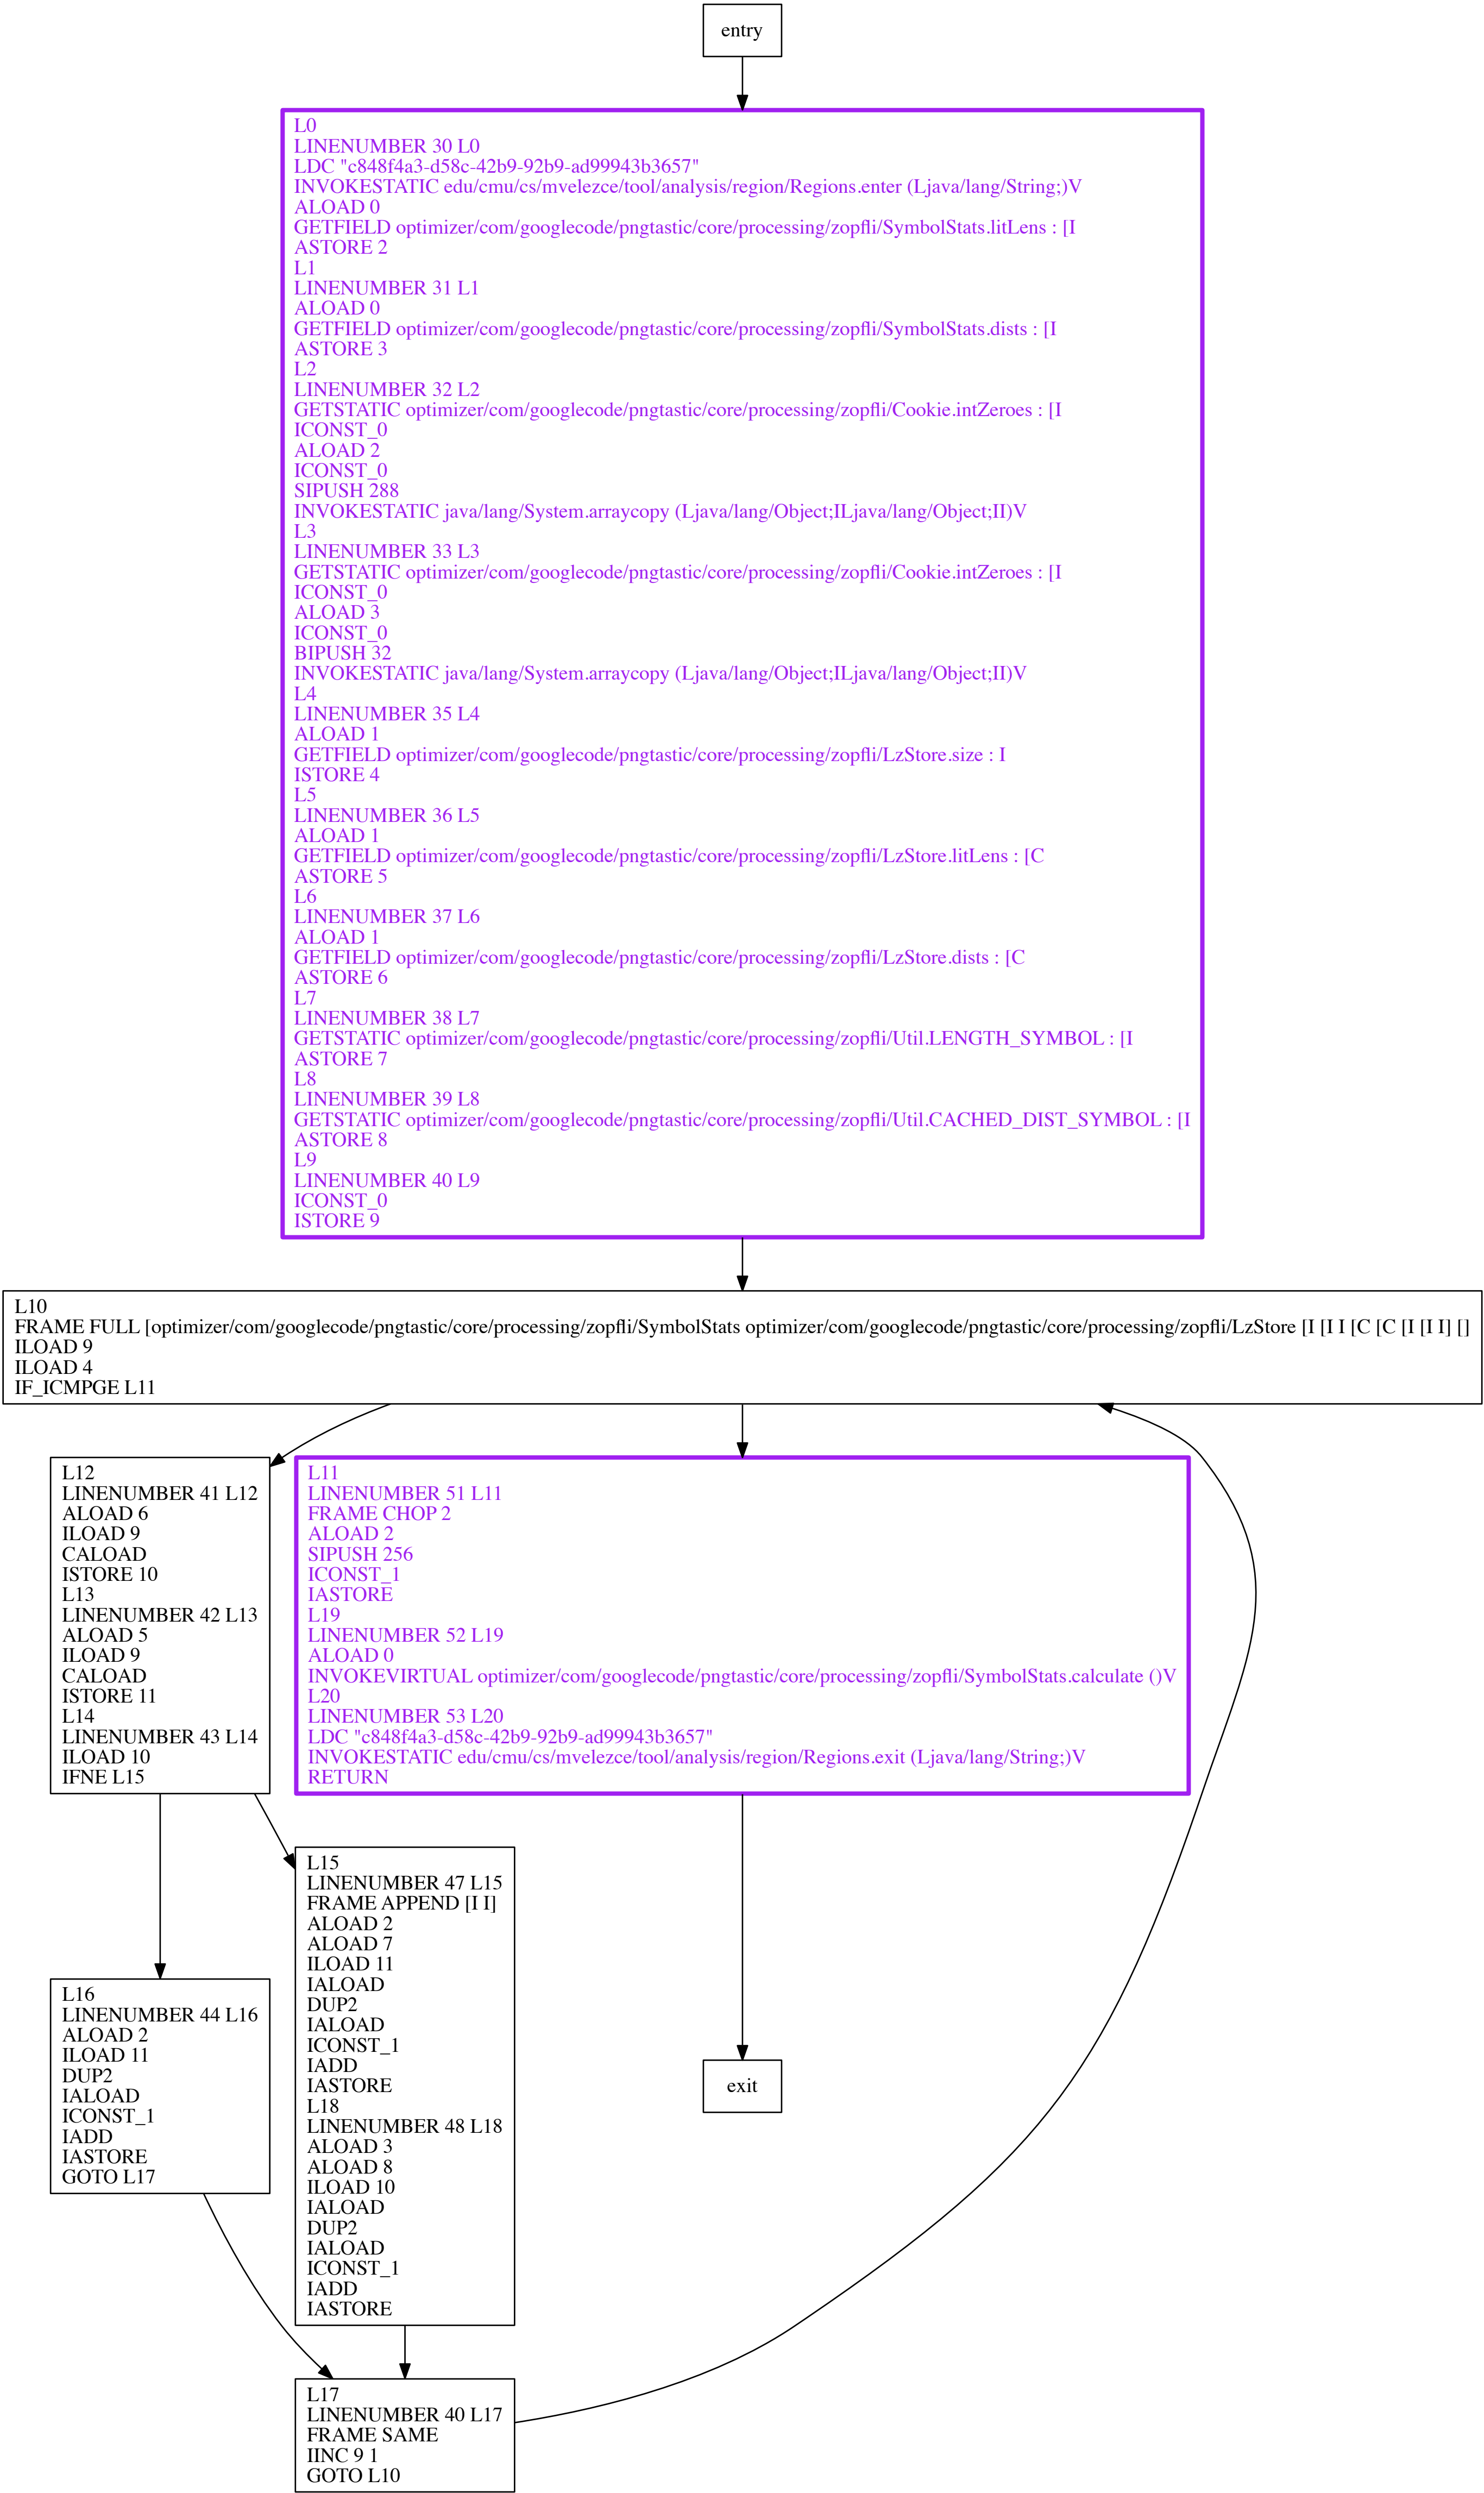 entry
L0
LINENUMBER 30 L0
LDC "c848f4a3-d58c-42b9-92b9-ad99943b3657"
INVOKESTATIC edu/cmu/cs/mvelezce/tool/analysis/region/Regions.enter (Ljava/lang/String;)V
ALOAD 0
GETFIELD optimizer/com/googlecode/pngtastic/core/processing/zopfli/SymbolStats.litLens : [I
ASTORE 2
L1
LINENUMBER 31 L1
ALOAD 0
GETFIELD optimizer/com/googlecode/pngtastic/core/processing/zopfli/SymbolStats.dists : [I
ASTORE 3
L2
LINENUMBER 32 L2
GETSTATIC optimizer/com/googlecode/pngtastic/core/processing/zopfli/Cookie.intZeroes : [I
ICONST_0
ALOAD 2
ICONST_0
SIPUSH 288
INVOKESTATIC java/lang/System.arraycopy (Ljava/lang/Object;ILjava/lang/Object;II)V
L3
LINENUMBER 33 L3
GETSTATIC optimizer/com/googlecode/pngtastic/core/processing/zopfli/Cookie.intZeroes : [I
ICONST_0
ALOAD 3
ICONST_0
BIPUSH 32
INVOKESTATIC java/lang/System.arraycopy (Ljava/lang/Object;ILjava/lang/Object;II)V
L4
LINENUMBER 35 L4
ALOAD 1
GETFIELD optimizer/com/googlecode/pngtastic/core/processing/zopfli/LzStore.size : I
ISTORE 4
L5
LINENUMBER 36 L5
ALOAD 1
GETFIELD optimizer/com/googlecode/pngtastic/core/processing/zopfli/LzStore.litLens : [C
ASTORE 5
L6
LINENUMBER 37 L6
ALOAD 1
GETFIELD optimizer/com/googlecode/pngtastic/core/processing/zopfli/LzStore.dists : [C
ASTORE 6
L7
LINENUMBER 38 L7
GETSTATIC optimizer/com/googlecode/pngtastic/core/processing/zopfli/Util.LENGTH_SYMBOL : [I
ASTORE 7
L8
LINENUMBER 39 L8
GETSTATIC optimizer/com/googlecode/pngtastic/core/processing/zopfli/Util.CACHED_DIST_SYMBOL : [I
ASTORE 8
L9
LINENUMBER 40 L9
ICONST_0
ISTORE 9
L10
FRAME FULL [optimizer/com/googlecode/pngtastic/core/processing/zopfli/SymbolStats optimizer/com/googlecode/pngtastic/core/processing/zopfli/LzStore [I [I I [C [C [I [I I] []
ILOAD 9
ILOAD 4
IF_ICMPGE L11
L12
LINENUMBER 41 L12
ALOAD 6
ILOAD 9
CALOAD
ISTORE 10
L13
LINENUMBER 42 L13
ALOAD 5
ILOAD 9
CALOAD
ISTORE 11
L14
LINENUMBER 43 L14
ILOAD 10
IFNE L15
L11
LINENUMBER 51 L11
FRAME CHOP 2
ALOAD 2
SIPUSH 256
ICONST_1
IASTORE
L19
LINENUMBER 52 L19
ALOAD 0
INVOKEVIRTUAL optimizer/com/googlecode/pngtastic/core/processing/zopfli/SymbolStats.calculate ()V
L20
LINENUMBER 53 L20
LDC "c848f4a3-d58c-42b9-92b9-ad99943b3657"
INVOKESTATIC edu/cmu/cs/mvelezce/tool/analysis/region/Regions.exit (Ljava/lang/String;)V
RETURN
L15
LINENUMBER 47 L15
FRAME APPEND [I I]
ALOAD 2
ALOAD 7
ILOAD 11
IALOAD
DUP2
IALOAD
ICONST_1
IADD
IASTORE
L18
LINENUMBER 48 L18
ALOAD 3
ALOAD 8
ILOAD 10
IALOAD
DUP2
IALOAD
ICONST_1
IADD
IASTORE
L16
LINENUMBER 44 L16
ALOAD 2
ILOAD 11
DUP2
IALOAD
ICONST_1
IADD
IASTORE
GOTO L17
exit
L17
LINENUMBER 40 L17
FRAME SAME
IINC 9 1
GOTO L10